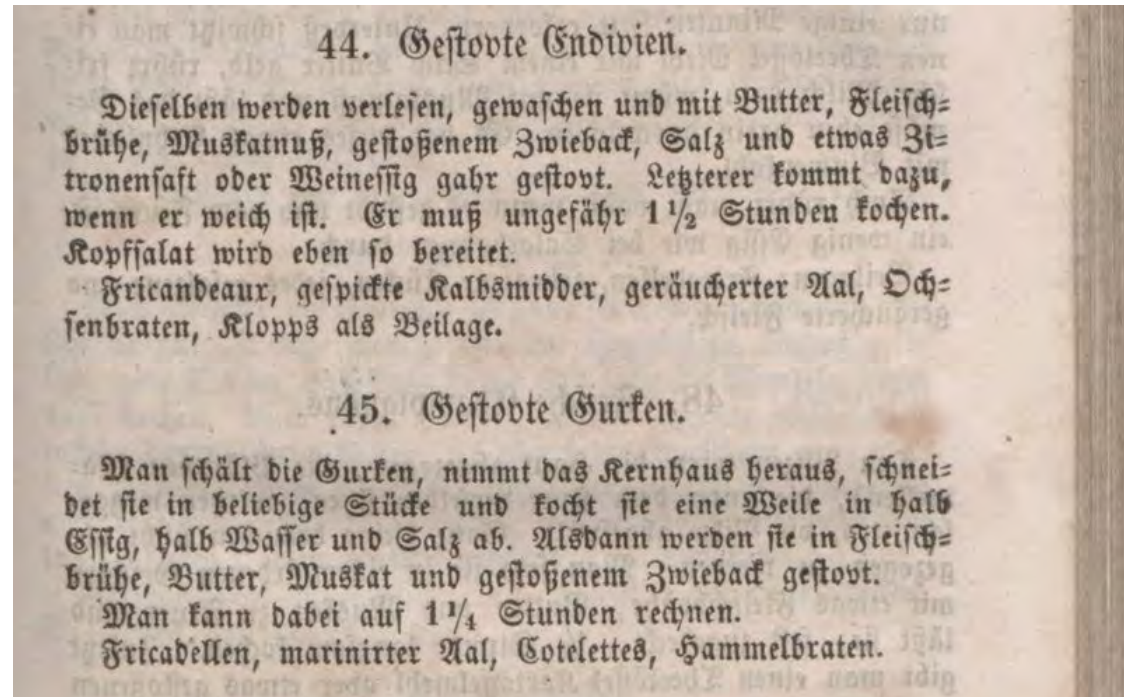 44. Gestovte Endivien.
Dieselben werden verlesen, gewaschen und mit Butter, Fleisch-
brühe, Muskatnuß, gestoßenem Zwieback, Salz und etwas Zi-
tronensaft oder Weinessig gahr gestovt. Letzterer kommt dazu,
wenn er weich ist. Er muß ungefähr 1 1/2 Stunden kochen.
Kopfsalat wird eben so bereitet.
Fricandeaux, gespickte Kalbsmidder, geräucherter Aal, Och-
senbraten, Klopps als Beilage.
45. Gestovte Gurken.
Man schält die Gurken, nimmt das Kernhaus heraus, schnei-
det sie in beliebige Stücke und kocht sie eine Weile in halb
Essig, halb Wasser und Salz ab. Alsdann werden sie in Fleisch-
brühe, Butter, Muskat und gestoßenem Zwieback gestovt.
Man kann dabei auf 1 1/4 Stunden rechnen.
Fricadellen, marinirter Aal, Cotelettes, Hammelbraten.